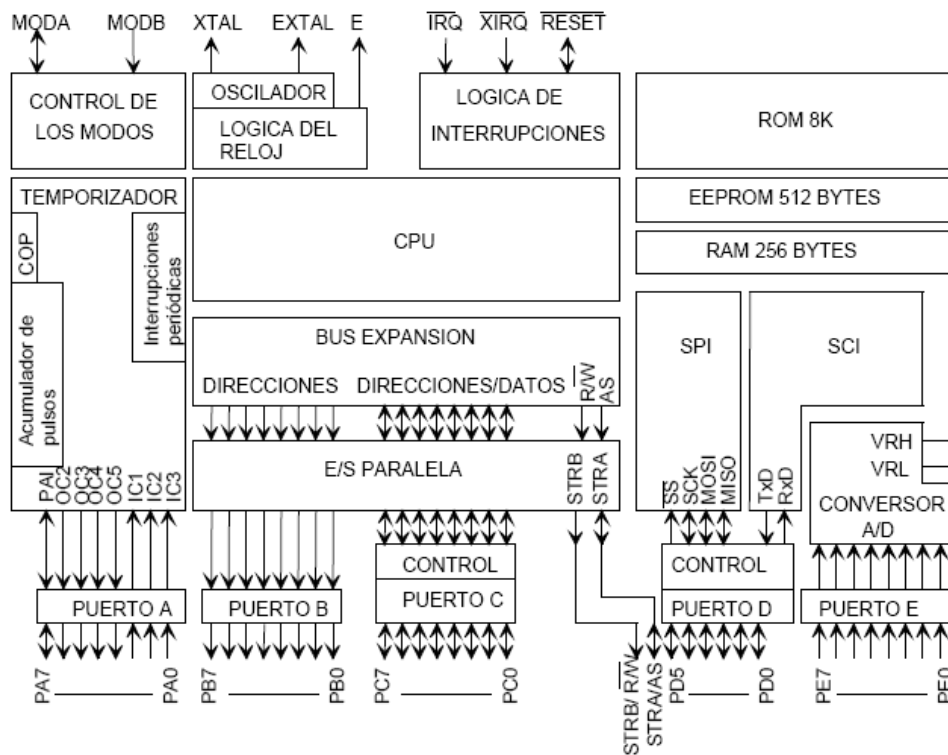 MODA MODB XTAL EXTAL E IRQ XIRQ RESET
CONTROL DE
LOS MODOS
OSCILADOR
LOGICA DEL
RELOJ
LOGICA DE
INTERRUPCIONES
ROM 8K
TEMPORIZADOR
COP
Acumulador de
pulsos
Interrupciones
periódicas
CPU
EEPROM 512 BYTES
RAM 256 BYTES
BUS EXPANSION
DIRECCIONES DIRECCIONES/DATOS R/W AS
SPI
SCI
VRH
VRL
CONVERSOR
A/D
PAI OC2 OC3 OC4 OC5 IC1 IC2 IC3
E/S PARALELA STRB STRA
SS SCK MOSI MISO TxD RxD
CONTROL
CONTROL
PUERTO A PUERTO B PUERTO C PUERTO D PUERTO E
PA7 PA0 PB7 PB0 PC7 PC0 STRB/ R/W STRA/AS PD5 PD0 PE7 PE0